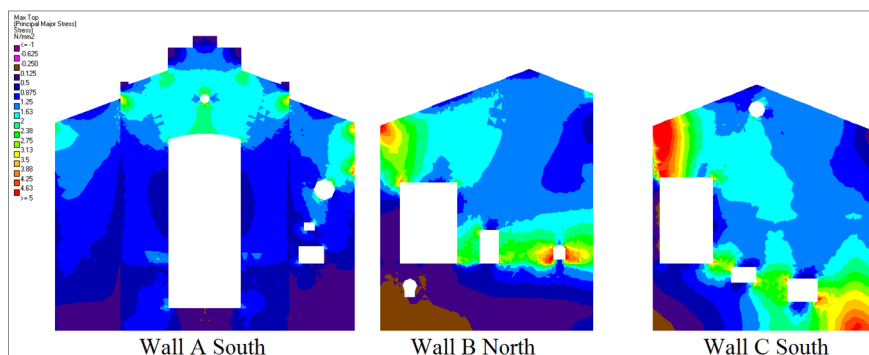 Max Top
(Principal Major Stress)
Stress)
N/mm2
<= -1
-0.625
-0.250
0.125
0.5
0.875
1.25
1.63
2
2.38
2.75
3.13
3.5
3.88
4.25
4.63
>= 5
Wall A South
Wall B North
Wall C South